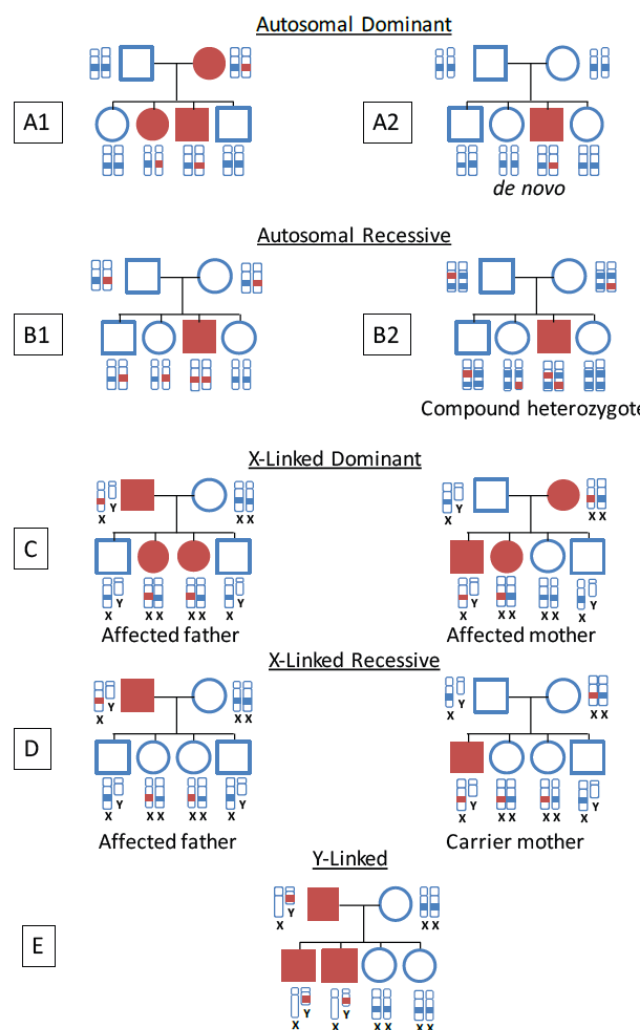 Autosomal Dominant
A1
A2
de novo
Autosomal Recessive
B1
B2
Compound heterozygote
X-Linked Dominant
Y
X
X X
Y
X
X X
C
Y
X
X X
X X
Y
X
Y
X
X X
X X
Y
X
Affected father
Affected mother
X-Linked Recessive
Y
X
X X
Y
X
X X
D
Y
X
X X
X X
Y
X
Y
X
X X
X X
Y
X
Affected father
Carrier mother
Y-Linked
Y
X
X X
E
Y
X
Y
X
X X
X X